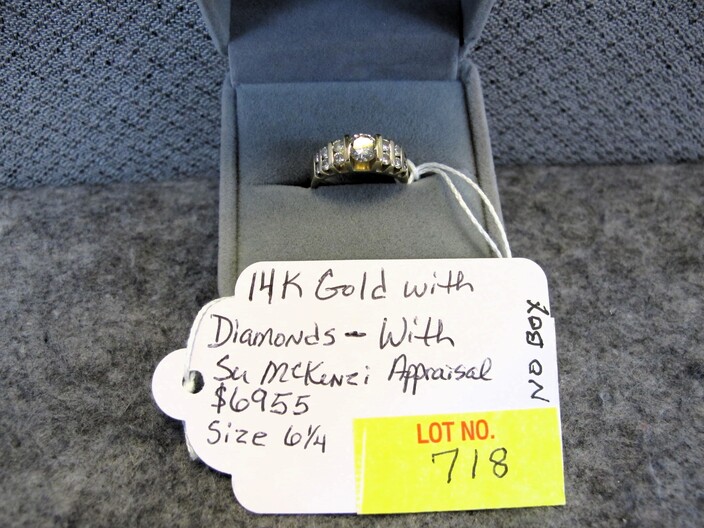 14K Gold with
Diamonds - With
Su McKenzi Appraisal
$6955
Size 6 1/4
No Box
LOT NO.
718